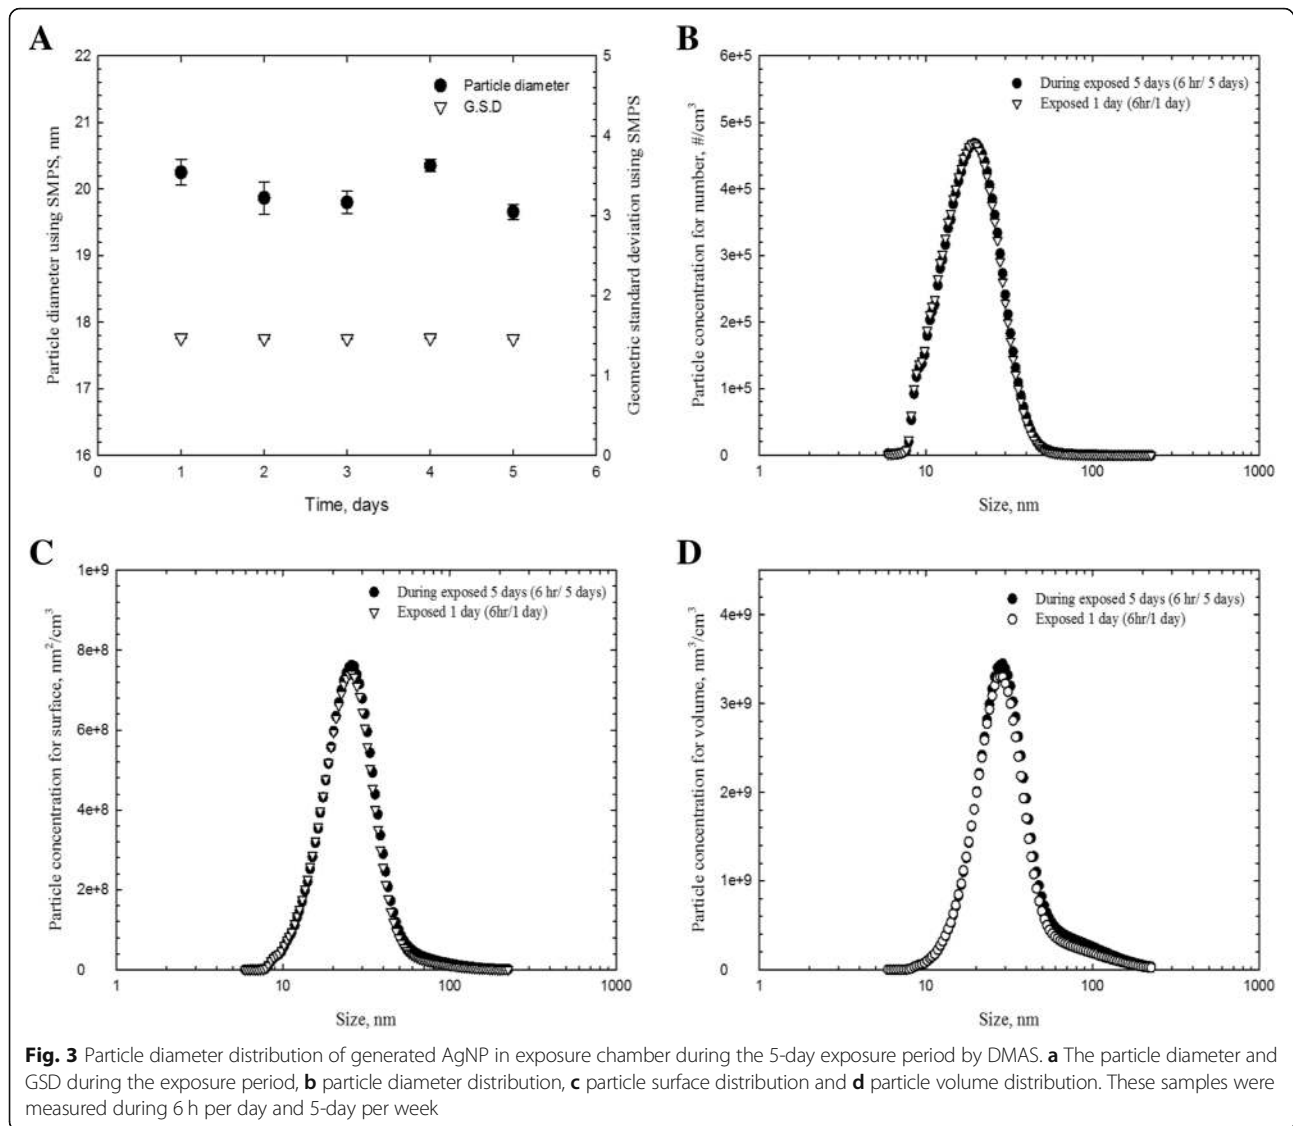 A
22
21
20
19
18
17
16
5
4
3
2
1
0
0 1 2 3 4 5 6
Particle diameter using SMPS, nm
Geometric standard deviation using SMPS
Time, days
Particle diameter
G.S.D
B
6e+5
5e+5
4e+5
3e+5
2e+5
1e+5
0
1 10 100 1000
Particle concentration for number, #/cm3
Size, nm
During exposed 5 days (6 hr/ 5 days)
Exposed 1 day (6hr/1 day)
C
1e+9
8e+8
6e+8
4e+8
2e+8
0
1 10 100 1000
Particle concentration for surface, nm2/cm3
Size, nm
During exposed 5 days (6 hr/ 5 days)
Exposed 1 day (6hr/1 day)
D
4e+9
3e+9
2e+9
1e+9
0
1 10 100 1000
Particle concentration for volume, nm3/cm3
Size, nm
During exposed 5 days (6 hr/ 5 days)
Exposed 1 day (6hr/1 day)
Fig. 3 Particle diameter distribution of generated AgNP in exposure chamber during the 5-day exposure period by DMAS. a The particle diameter and
GSD during the exposure period, b particle diameter distribution, c particle surface distribution and d particle volume distribution. These samples were
measured during 6 h per day and 5-day per week